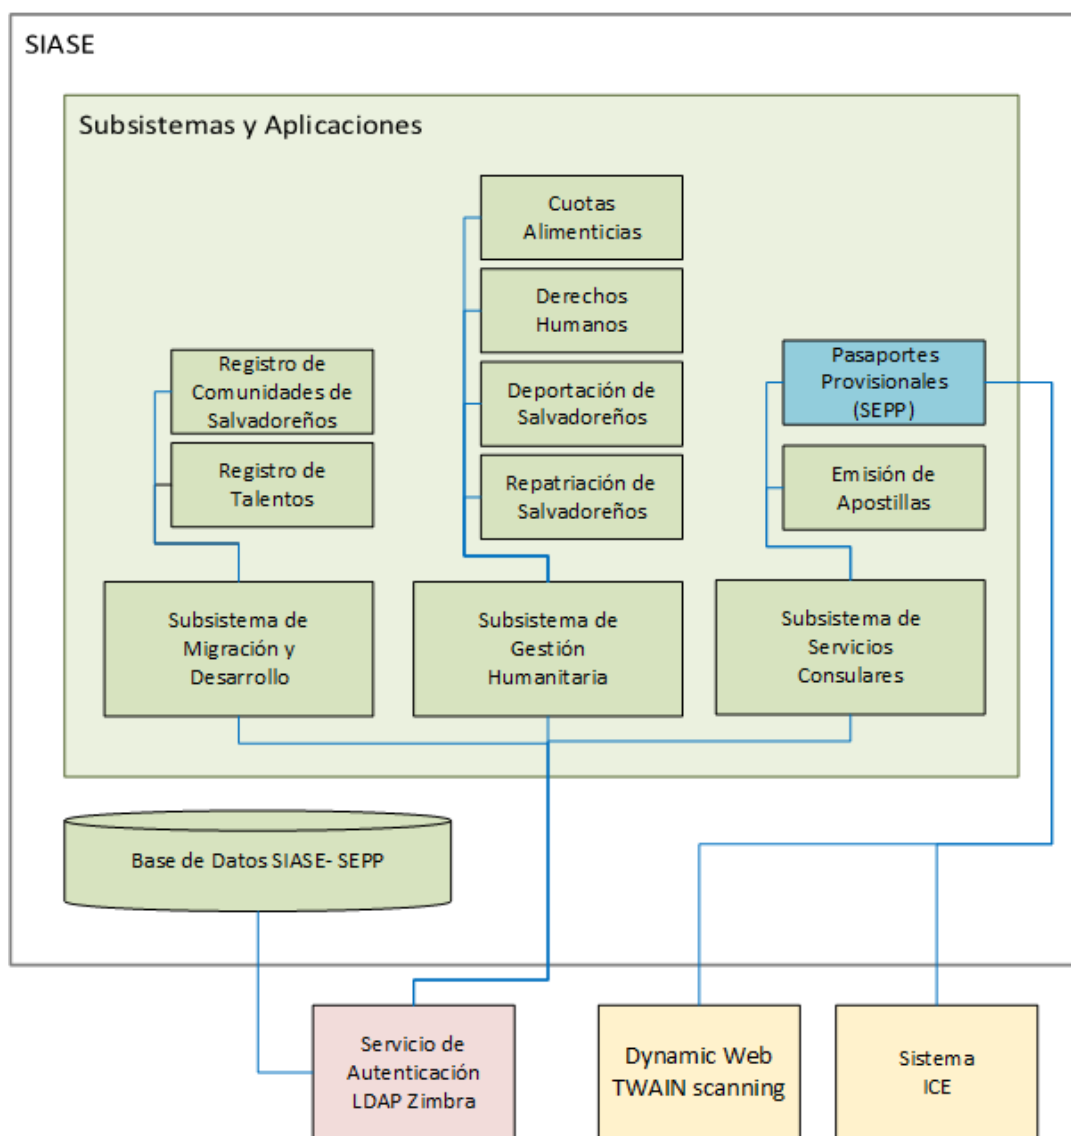 SIASE
Subsistemas y Aplicaciones
Cuotas
Alimenticias
Derechos
Humanos
Registro de
Comunidades de
Salvadoreños
Deportación de
Salvadoreños
Pasaportes
Provisionales
(SEPP)
Registro de
Talentos
Repatriación de
Salvadoreños
Emisión de
Apostillas
Subsistema de
Migración y
Desarrollo
Subsistema de
Gestión
Humanitaria
Subsistema de
Servicios
Consulares
Base de Datos SIASE- SEPP
Servicio de
Autenticación
LDAP Zimbra
Dynamic Web
TWAIN scanning
Sistema
ICE